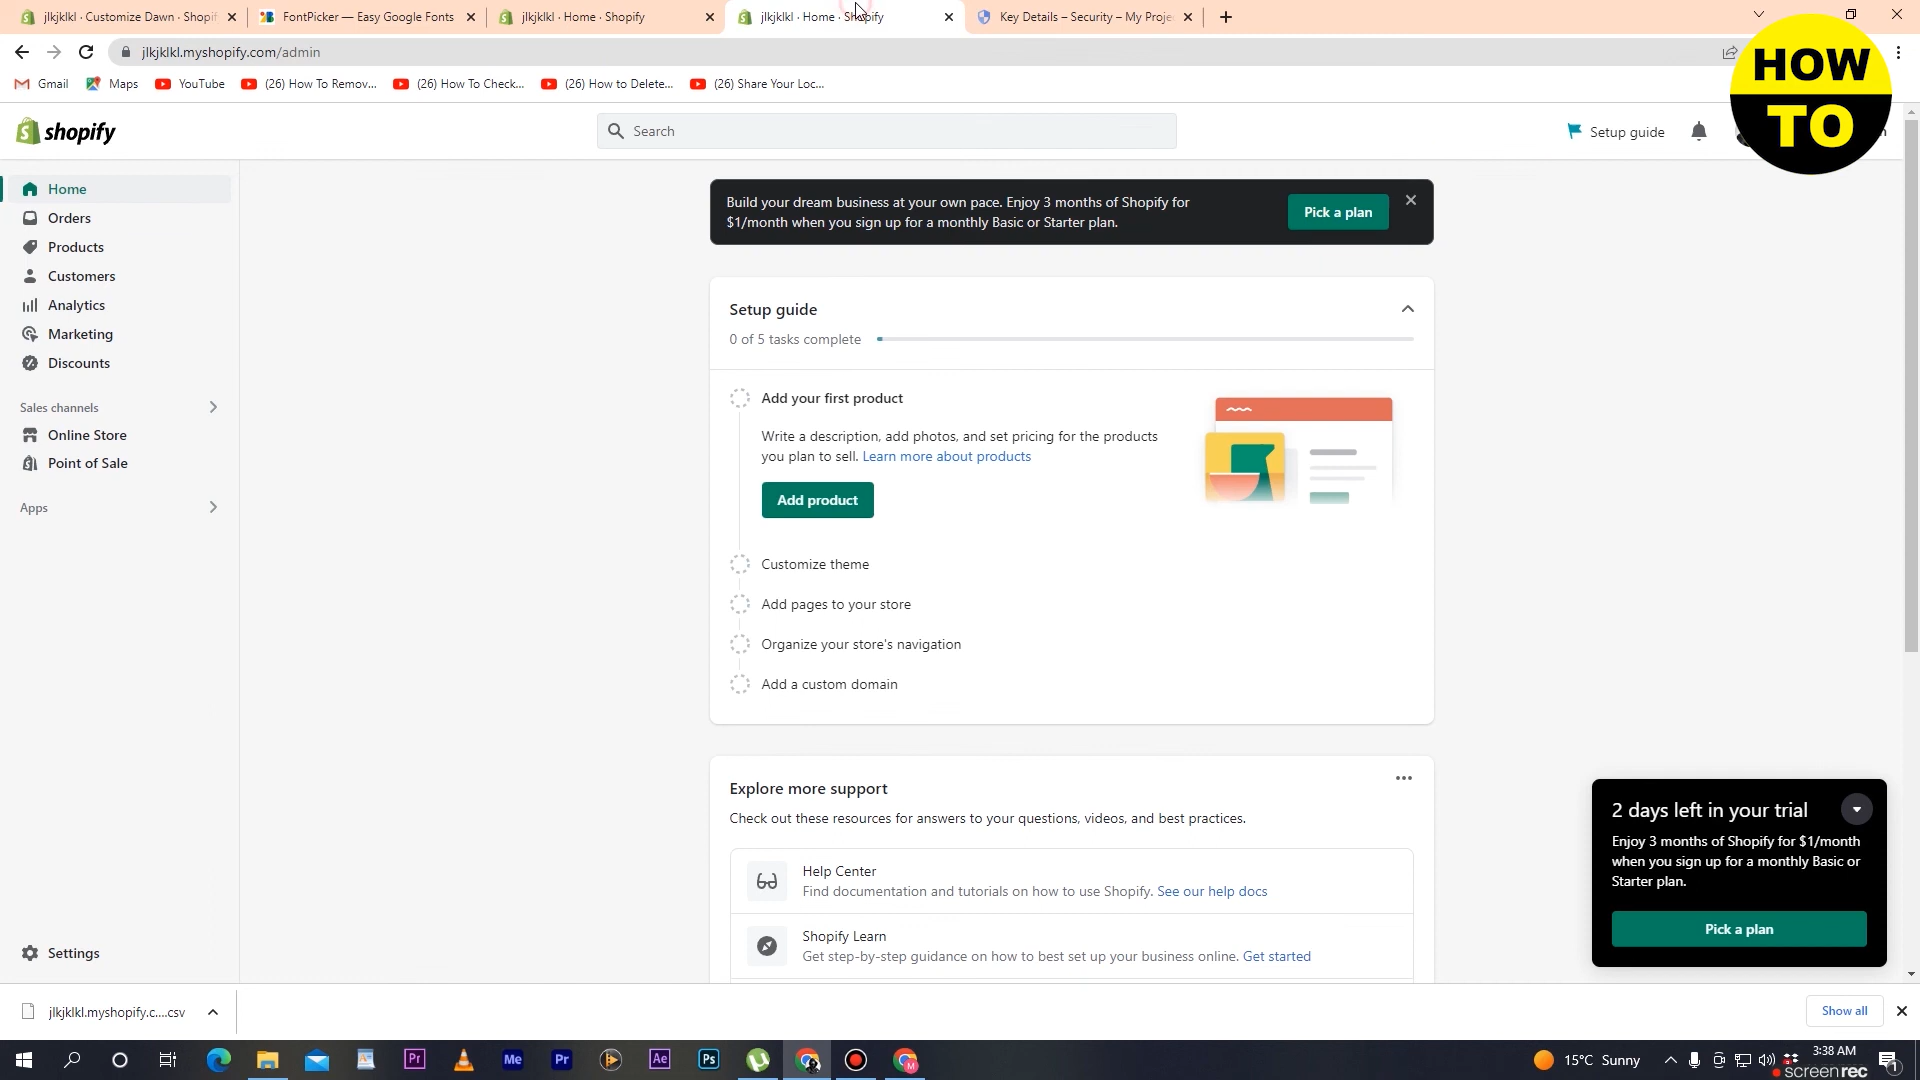 jlkjklkl · Customize Dawn · Shopif
FontPicker — Easy Google Fonts
jlkjklkl · Home · Shopify
jlkjklkl · Home · Shopify
Key Details – Security – My Proje
jlkjklkl.myshopify.com/admin
Gmail
Maps
YouTube
(26) How To Remov...
(26) How To Check...
(26) How to Delete...
(26) Share Your Loc...
HOW
TO
shopify
Search
Setup guide
Home
Orders
Products
Customers
Analytics
Marketing
Discounts
Sales channels
Online Store
Point of Sale
Apps
Settings
Build your dream business at your own pace. Enjoy 3 months of Shopify for
$1/month when you sign up for a monthly Basic or Starter plan.
Pick a plan
Setup guide
0 of 5 tasks complete
Add your first product
Write a description, add photos, and set pricing for the products
you plan to sell. Learn more about products
Add product
Customize theme
Add pages to your store
Organize your store's navigation
Add a custom domain
Explore more support
Check out these resources for answers to your questions, videos, and best practices.
Help Center
Find documentation and tutorials on how to use Shopify. See our help docs
Shopify Learn
Get step-by-step guidance on how to best set up your business online. Get started
2 days left in your trial
Enjoy 3 months of Shopify for $1/month
when you sign up for a monthly Basic or
Starter plan.
Pick a plan
jlkjklkl.myshopify.c....csv
Show all
Pr
Me
Pr
Ae
Ps
M
15°C Sunny
3:38 AM
screenrec
1